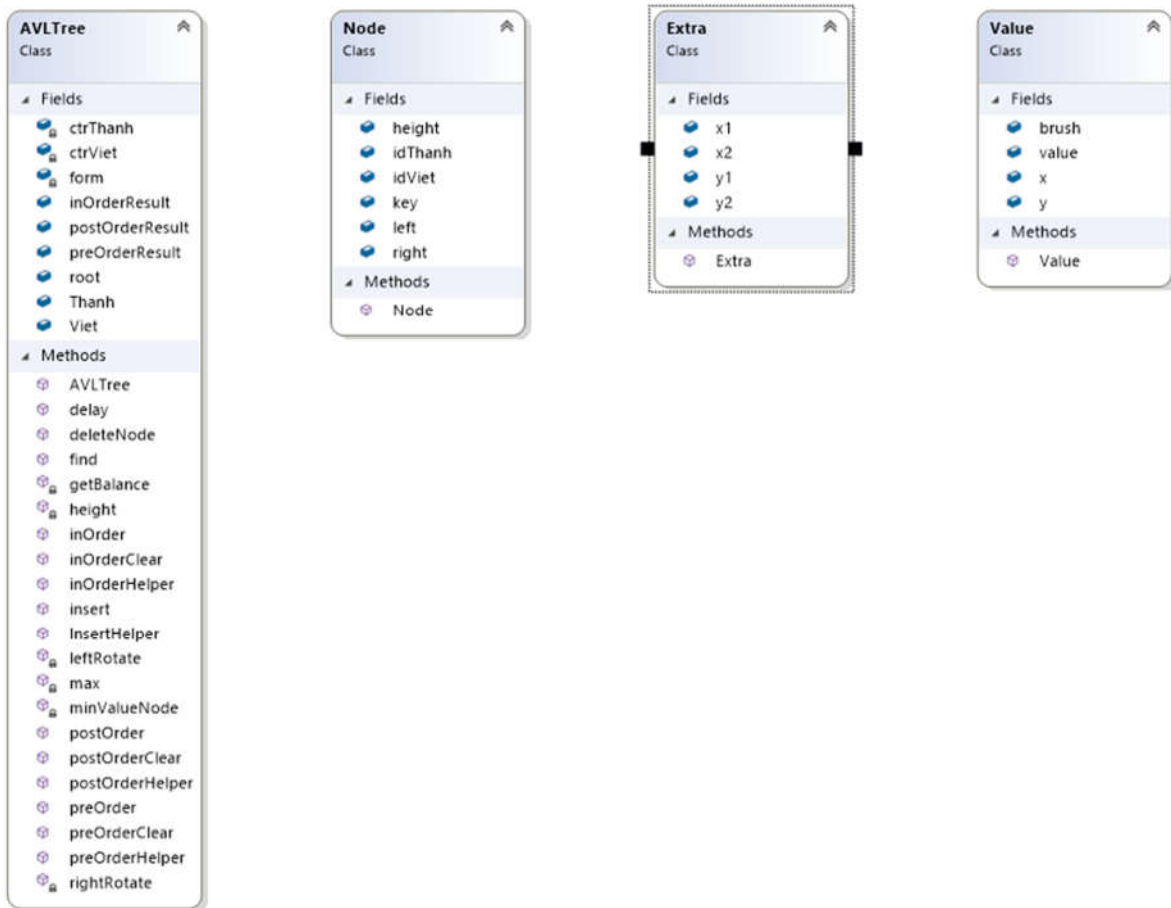 AVLTree
Class
Fields
ctrThanh
ctrViet
form
inOrderResult
postOrderResult
preOrderResult
root
Thanh
Viet
Methods
AVLTree
delay
deleteNode
find
getBalance
height
inOrder
inOrderClear
inOrderHelper
insert
InsertHelper
leftRotate
max
minValueNode
postOrder
postOrderClear
postOrderHelper
preOrder
preOrderClear
preOrderHelper
rightRotate
Node
Class
Fields
height
idThanh
idViet
key
left
right
Methods
Node
Extra
Class
Fields
x1
x2
y1
y2
Methods
Extra
Value
Class
Fields
brush
value
x
y
Methods
Value